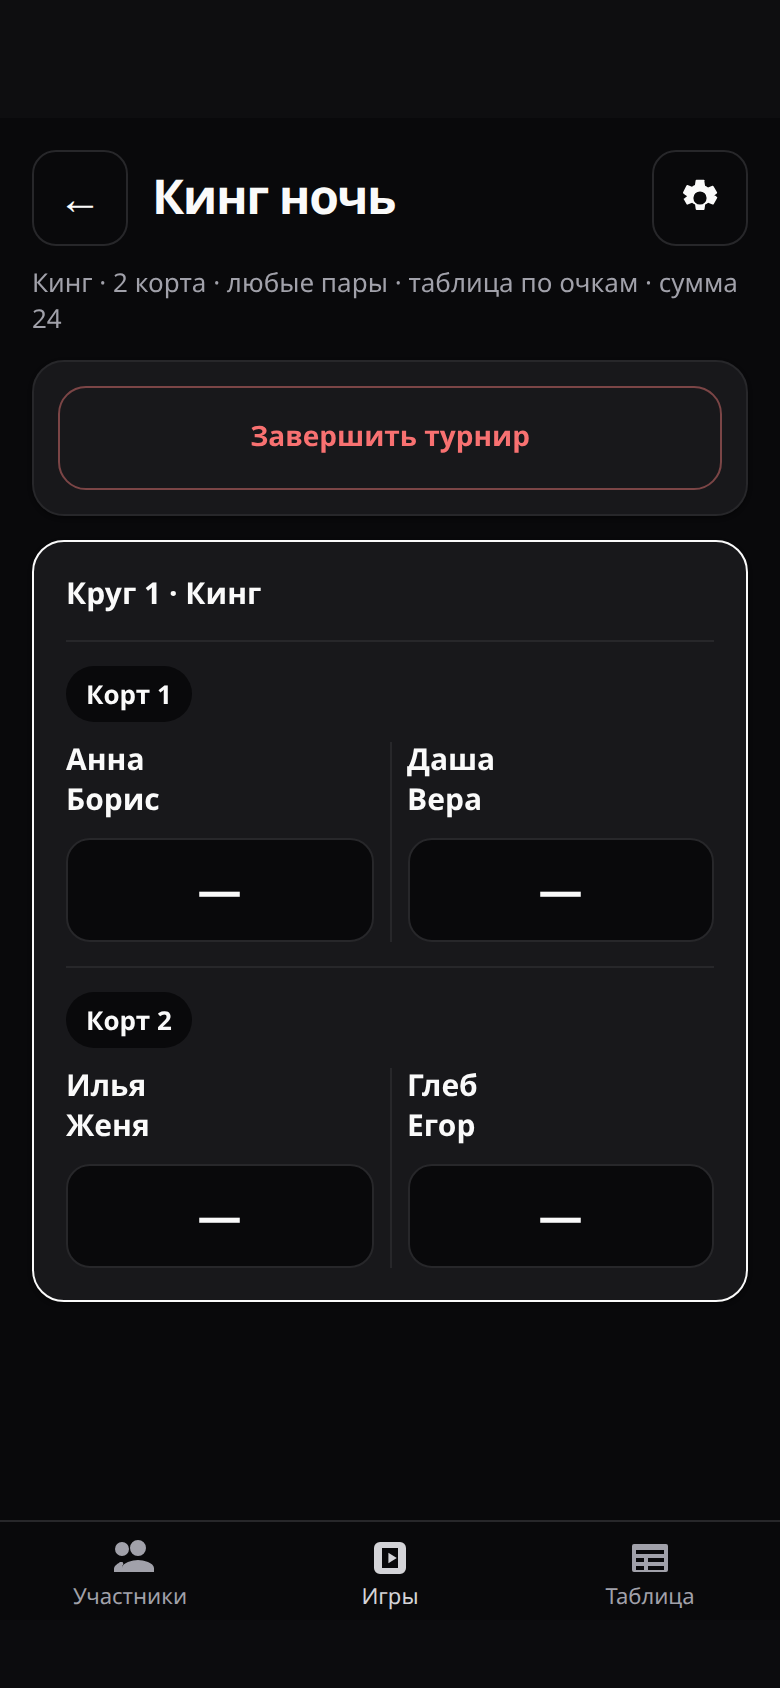 ←
Кинг ночь
Кинг · 2 корта · любые пары · таблица по очкам · сумма
24
Завершить турнир
Круг 1 · Кинг
Корт 1
Анна
Борис
Даша
Вера
—
—
Корт 2
Илья
Женя
Глеб
Егор
—
—
Участники
Игры
Таблица